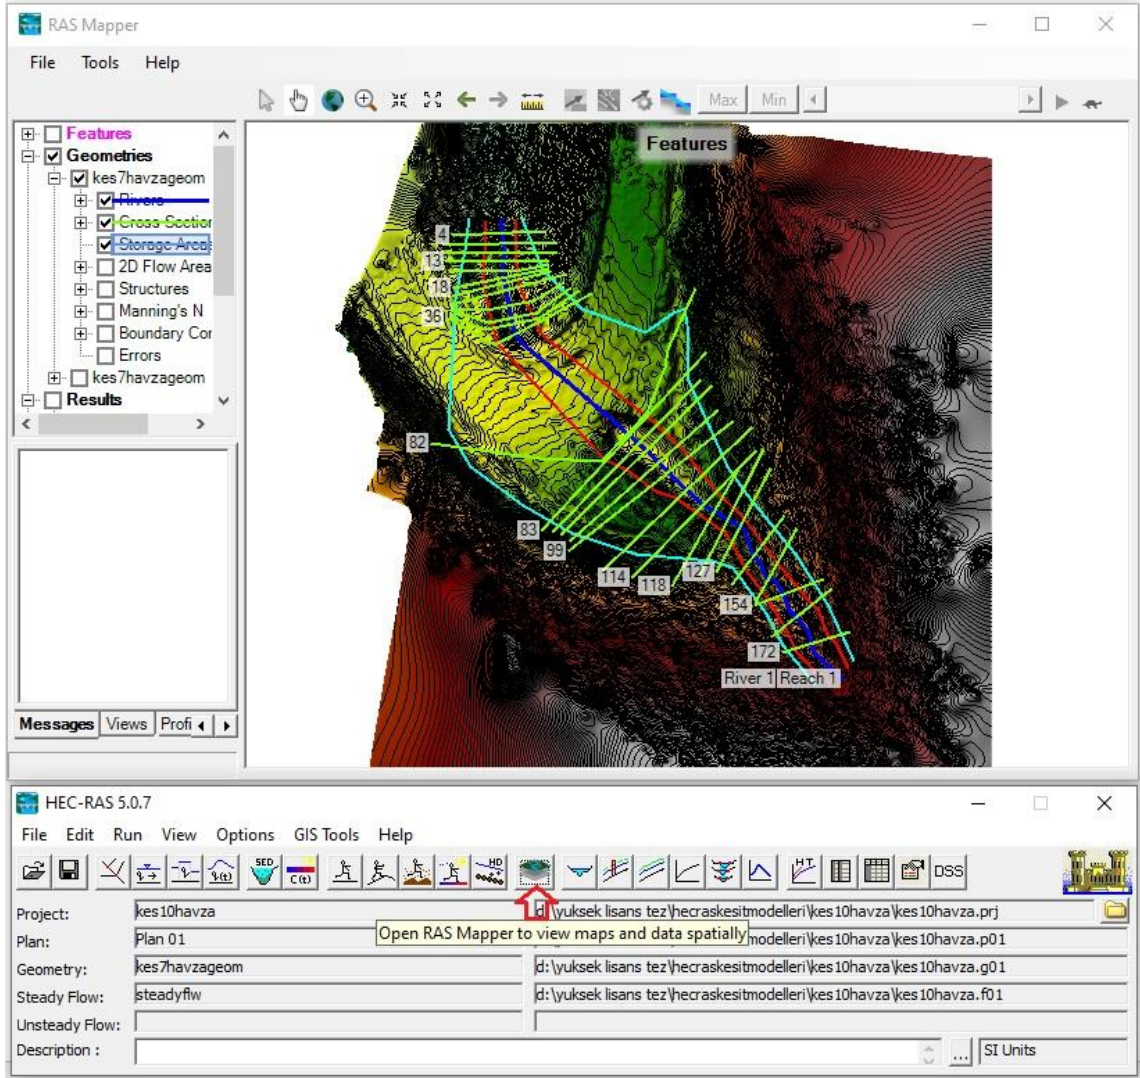 RAS Mapper
File Tools Help
Max Min
Features
Geometries
kes7havzageom
Rivers
Cross Section
Storage Areas
2D Flow Area
Structures
Manning's N
Boundary Cor
Errors
kes7havzageom
Results
Messages Views Profi
Features
4
13
18
36
82
83
99
114
118
127
154
172
River 1 Reach 1
HEC-RAS 5.0.7
File Edit Run View Options GIS Tools Help
SED
C(t)
HD
HT
DSS
Project: kes10havza d:\yuksek lisans tez\hecraskesitmodelleri\kes10havza\kes10havza.prj
Open RAS Mapper to view maps and data spatially
Plan: Plan 01 modelleri\kes10havza\kes10havza.p01
Geometry: kes7havzageom d:\yuksek lisans tez\hecraskesitmodelleri\kes10havza\kes10havza.g01
Steady Flow: steadyflw d:\yuksek lisans tez\hecraskesitmodelleri\kes10havza\kes10havza.f01
Unsteady Flow:
Description : ... SI Units